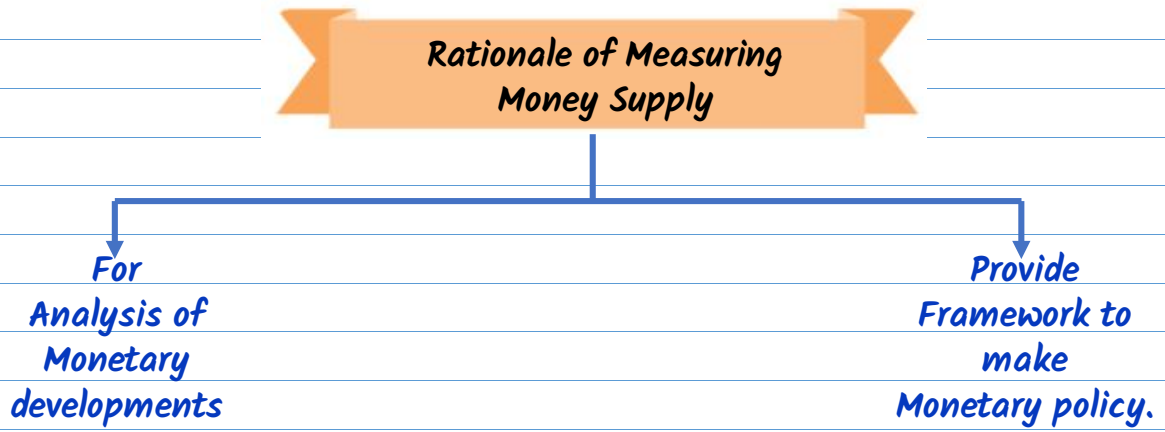 Rationale of Measuring
Money Supply
For
Analysis of
Monetary
developments
Provide
Framework to
make
Monetary policy.